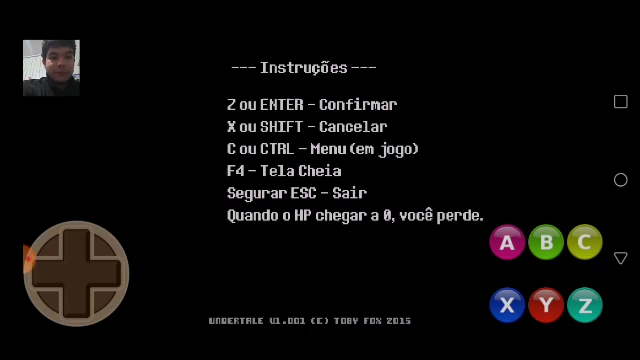 --- Instruções ---
Z ou ENTER - Confirmar
X ou SHIFT - Cancelar
C ou CTRL - Menu (em jogo)
F4 - Tela Cheia
Segurar ESC - Sair
Quando o HP chegar a 0, você perde.
A B C
X Y Z
UNDERTALE V1.001 (C) TOBY FOX 2015